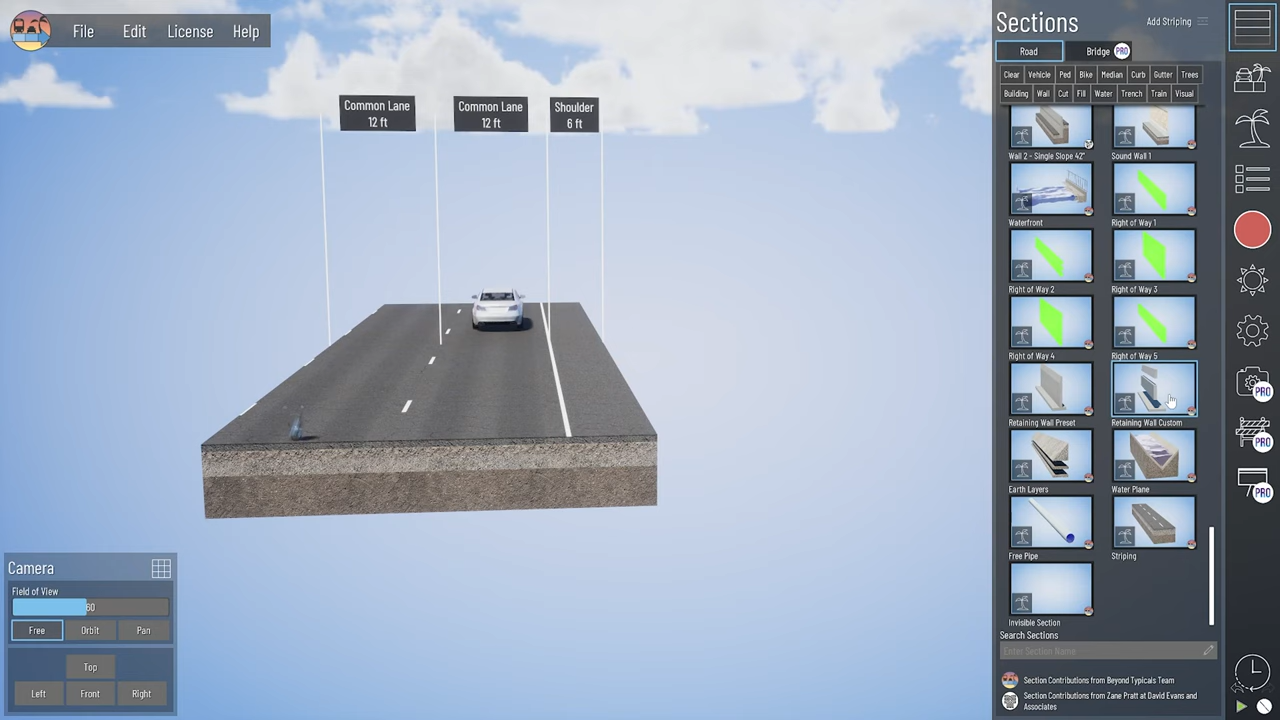 File Edit License Help
Common Lane
12 ft
Common Lane
12 ft
Shoulder
6 ft
Camera
Field of View
60
Free Orbit Pan
Top
Left Front Right
Sections
Add Striping
Road Bridge PRO
Clear Vehicle Ped Bike Median Curb Gutter Trees
Building Wall Cut Fill Water Trench Train Visual
Wall 2 - Single Slope 42" Sound Wall 1
Waterfront Right of Way 1
Right of Way 2 Right of Way 3
Right of Way 4 Right of Way 5
Retaining Wall Preset Retaining Wall Custom
Earth Layers Water Plane
Free Pipe Striping
Invisible Section
Search Sections
Enter Section Name
Section Contributions from Beyond Typicals Team
Section Contributions from Zane Pratt at David Evans and
Associates
PRO
PRO
PRO